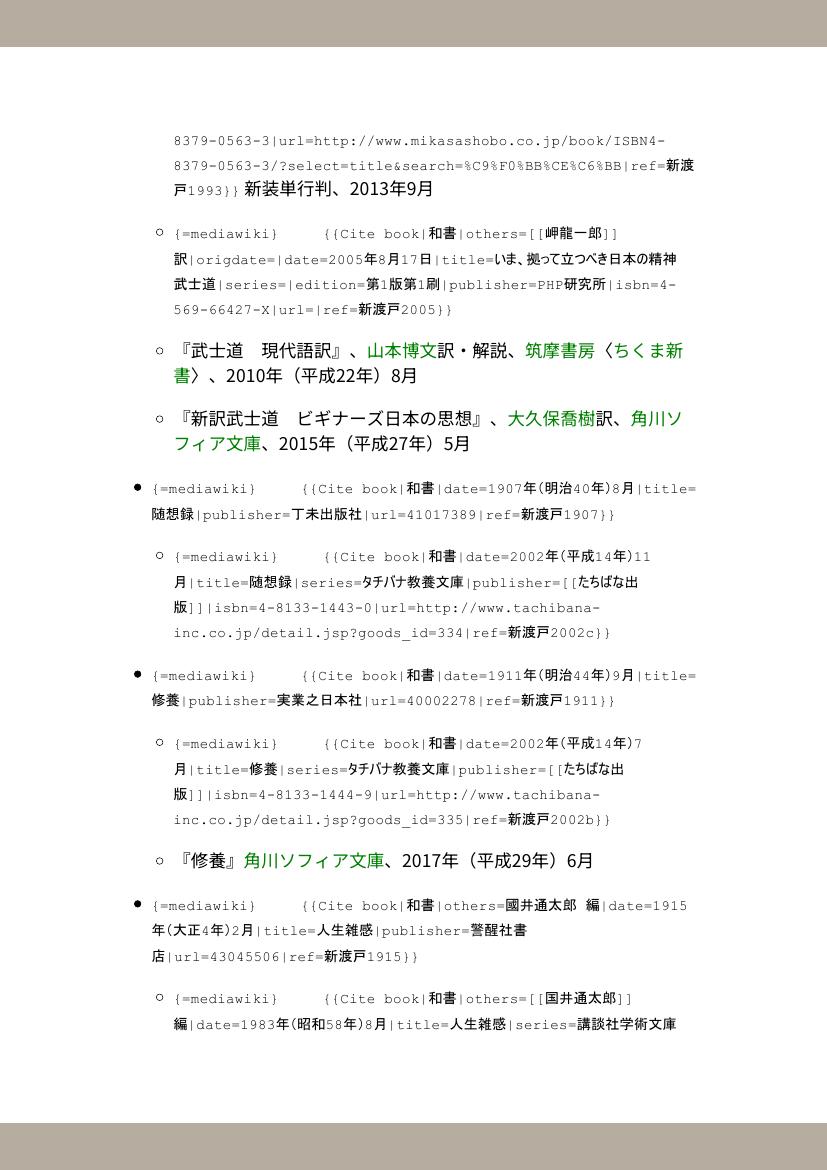 8379-0563-3|url=http://www.mikasashobo.co.jp/book/ISBN4-
8379-0563-3/?select=title&search=%C9%F0%BB%CE%C6%BB|ref=新渡
戸1993}} 新装単行判、2013年9月
{=mediawiki} {{Cite book|和書|others=[[岬龍一郎]]
訳|origdate=|date=2005年8月17日|title=いま、拠って立つべき日本の精神
武士道|series=|edition=第1版第1刷|publisher=PHP研究所|isbn=4-
569-66427-X|url=|ref=新渡戸2005}}
『武士道　現代語訳』、山本博文訳・解説、筑摩書房〈ちくま新
書〉、2010年（平成22年）8月
『新訳武士道　ビギナーズ日本の思想』、大久保喬樹訳、角川ソ
フィア文庫、2015年（平成27年）5月
{=mediawiki} {{Cite book|和書|date=1907年(明治40年)8月|title=
随想録|publisher=丁未出版社|url=41017389|ref=新渡戸1907}}
{=mediawiki} {{Cite book|和書|date=2002年(平成14年)11
月|title=随想録|series=タチバナ教養文庫|publisher=[[たちばな出
版]]|isbn=4-8133-1443-0|url=http://www.tachibana-
inc.co.jp/detail.jsp?goods_id=334|ref=新渡戸2002c}}
{=mediawiki} {{Cite book|和書|date=1911年(明治44年)9月|title=
修養|publisher=実業之日本社|url=40002278|ref=新渡戸1911}}
{=mediawiki} {{Cite book|和書|date=2002年(平成14年)7
月|title=修養|series=タチバナ教養文庫|publisher=[[たちばな出
版]]|isbn=4-8133-1444-9|url=http://www.tachibana-
inc.co.jp/detail.jsp?goods_id=335|ref=新渡戸2002b}}
『修養』角川ソフィア文庫、2017年（平成29年）6月
{=mediawiki} {{Cite book|和書|others=國井通太郎 編|date=1915
年(大正4年)2月|title=人生雑感|publisher=警醒社書
店|url=43045506|ref=新渡戸1915}}
{=mediawiki} {{Cite book|和書|others=[[国井通太郎]]
編|date=1983年(昭和58年)8月|title=人生雑感|series=講談社学術文庫